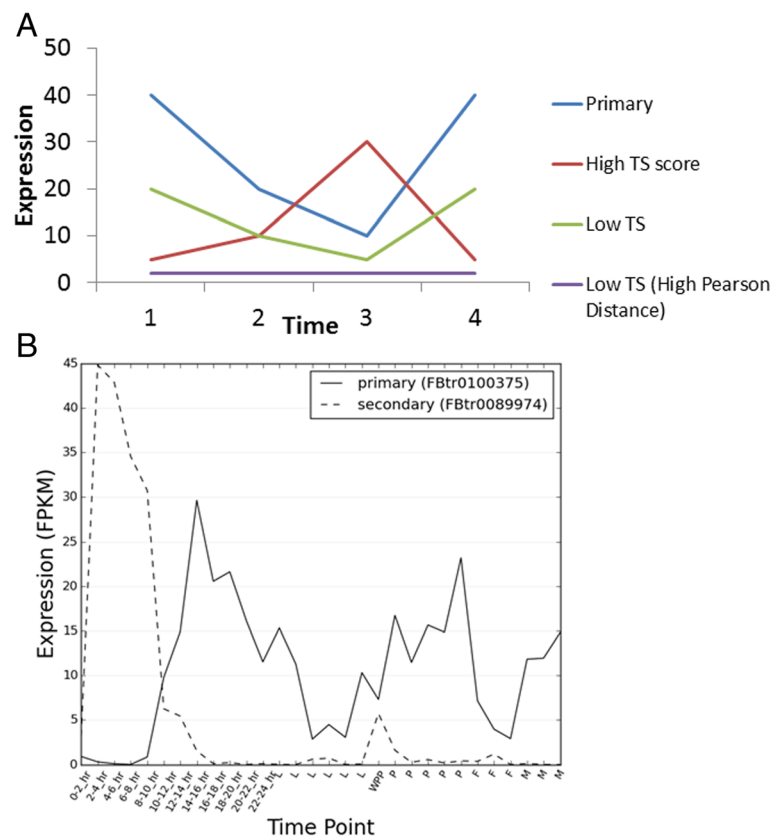 A
50
40
30
20
10
0
Expression
1
2
3
4
Time
Primary
High TS score
Low TS
Low TS (High Pearson
Distance)
B
45
40
35
30
25
20
15
10
5
0
Expression (FPKM)
primary (FBtr0100375)
secondary (FBtr0089974)
0-2_hr
2-4_hr
4-6_hr
6-8_hr
8-10_hr
10-12_hr
12-14_hr
14-16_hr
16-18_hr
18-20_hr
20-22_hr
22-24_hr
L
L
L
L
L
L
WPP
P
P
P
P
P
F
F
F
M
M
M
Time Point